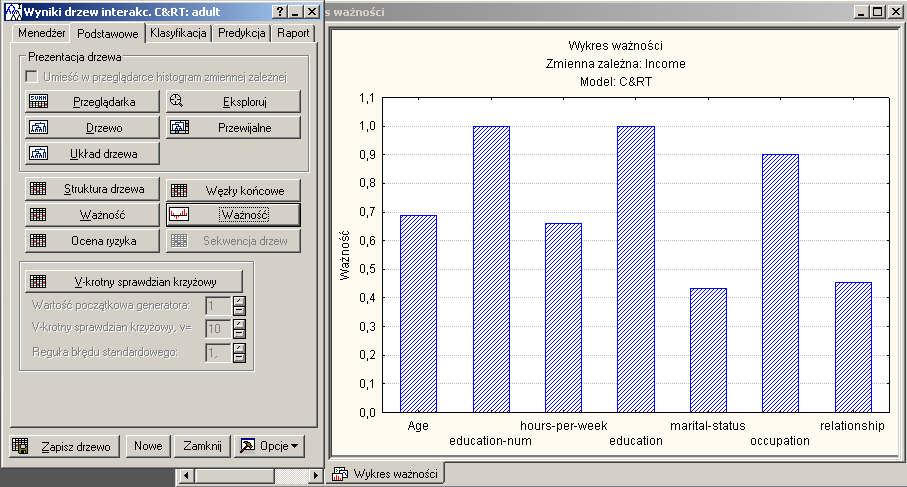 Wyniki drzew interakc. C&RT: adult
Menedżer Podstawowe Klasyfikacja Predykcja Raport
Prezentacja drzewa
Umieść w przeglądarce histogram zmiennej zależnej
Przeglądarka Eksploruj
Drzewo Przewijalne
Układ drzewa
Struktura drzewa Węzły końcowe
Ważność Ważność
Ocena ryzyka Sekwencja drzew
V-krotny sprawdzian krzyżowy
Wartość początkowa generatora: 1
V-krotny sprawdzian krzyżowy, v= 10
Reguła błędu standardowego: 1,
Zapisz drzewo Nowe Zamknij Opcje
s ważności
Wykres ważności
Zmienna zależna: Income
Model: C&RT
1,1
1,0
0,9
0,8
0,7
0,6
0,5
0,4
0,3
0,2
0,1
0,0
Ważność
Age hours-per-week marital-status relationship
education-num education occupation
Wykres ważności